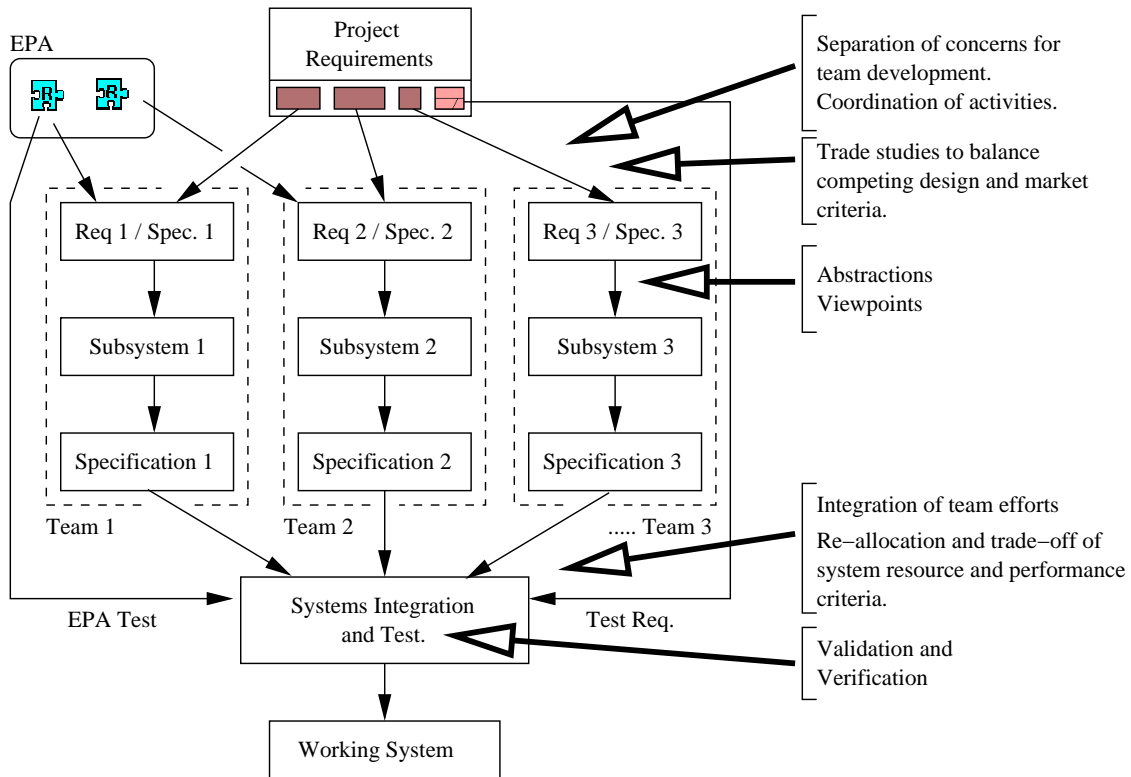 EPA
R
R
Project
Requirements
Separation of concerns for
team development.
Coordination of activities.
Trade studies to balance
competing design and market
criteria.
Req 1 / Spec. 1
Req 2 / Spec. 2
Req 3 / Spec. 3
Abstractions
Viewpoints
Subsystem 1
Subsystem 2
Subsystem 3
Specification 1
Specification 2
Specification 3
Team 1
Team 2
..... Team 3
Integration of team efforts
Re−allocation and trade−off of
system resource and performance
criteria.
EPA Test
Systems Integration
and Test.
Test Req.
Validation and
Verification
Working System